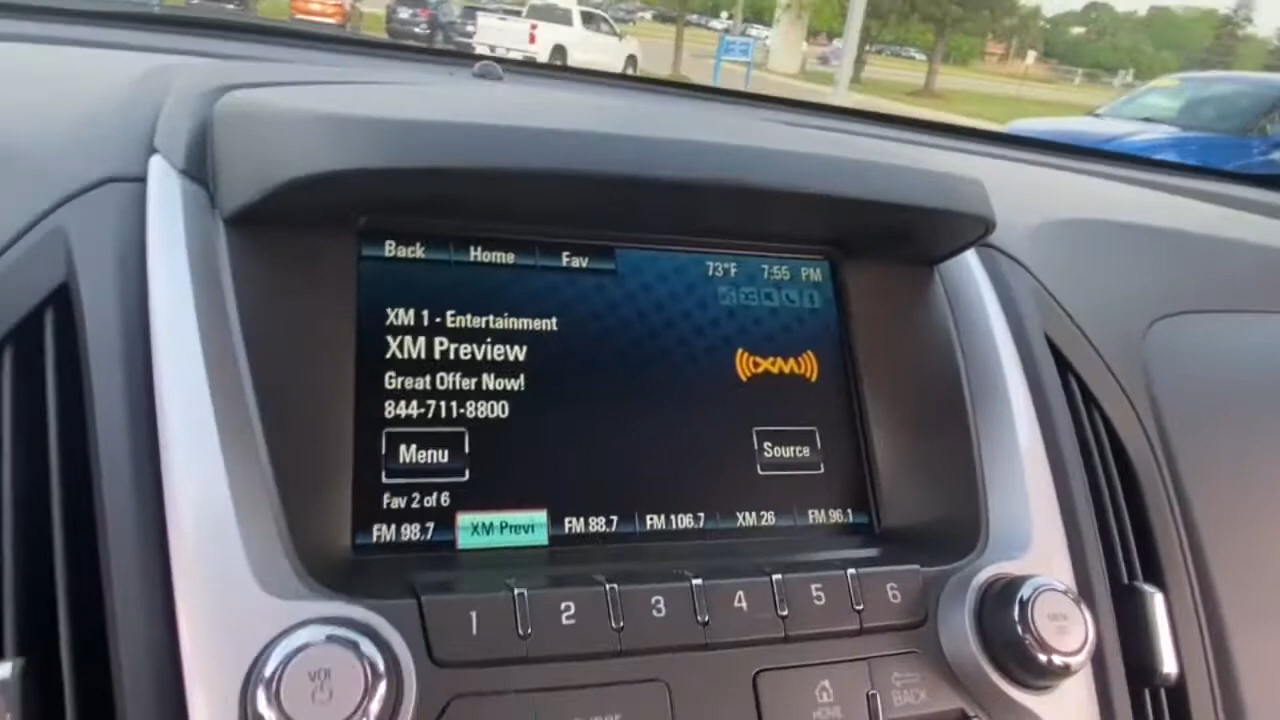 Back Home Fav
73°F 7:55 PM
XM 1 - Entertainment
XM Preview
Great Offer Now!
844-711-8800
((XM))
Menu
Source
Fav 2 of 6
FM 98.7 XM Previ FM 88.7 FM 106.7 XM 26 FM 96.1
1 2 3 4 5 6
VOL
MENU
HOME
BACK